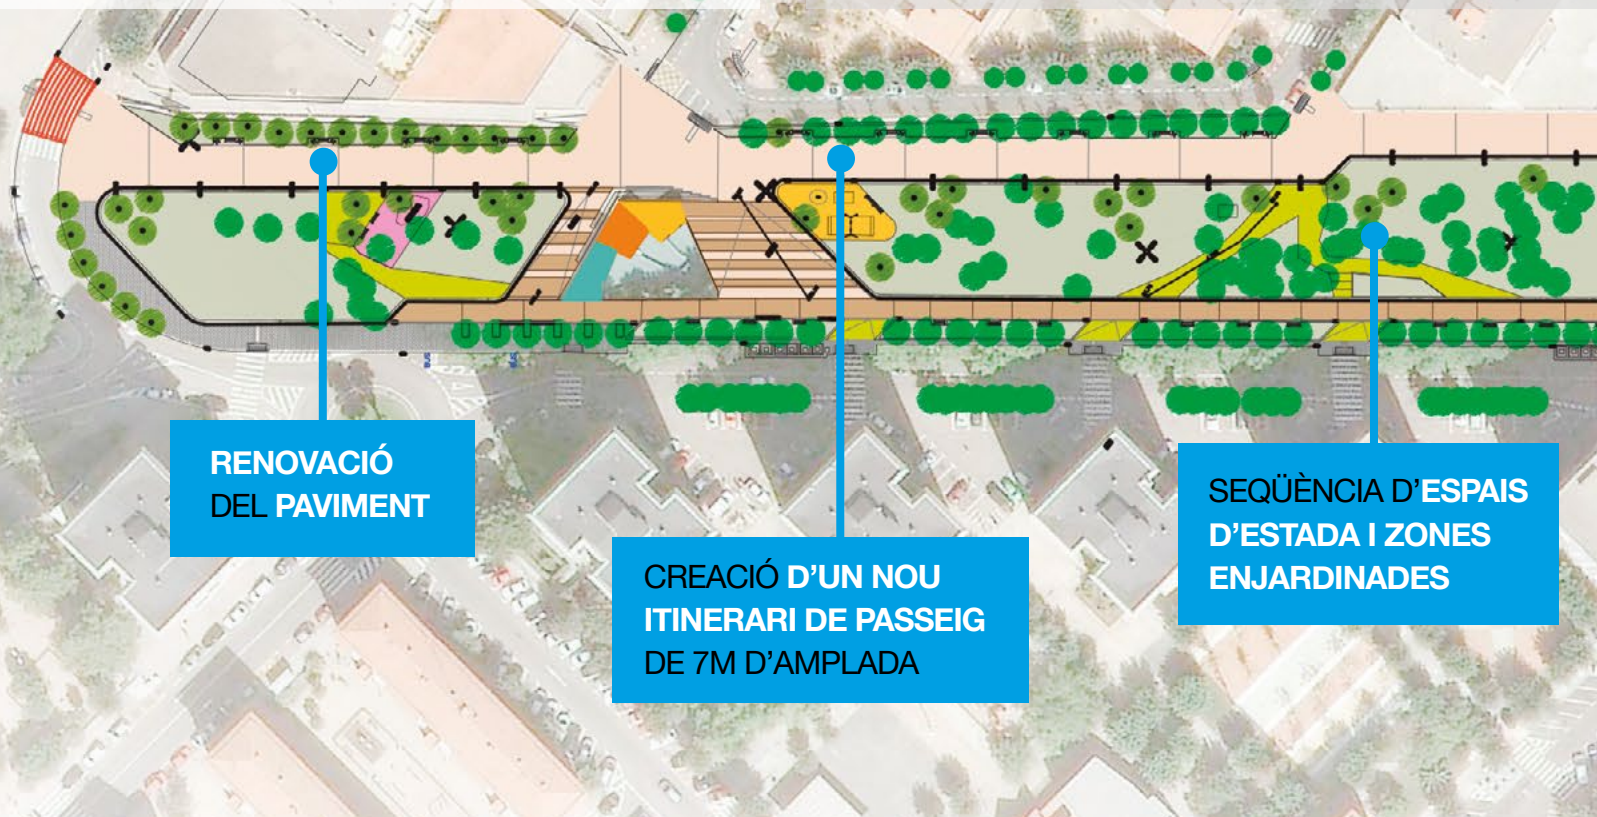 RENOVACIÓ
DEL PAVIMENT
CREACIÓ D'UN NOU
ITINERARI DE PASSEIG
DE 7M D'AMPLADA
SEQÜÈNCIA D'ESPAIS
D'ESTADA I ZONES
ENJARDINADES